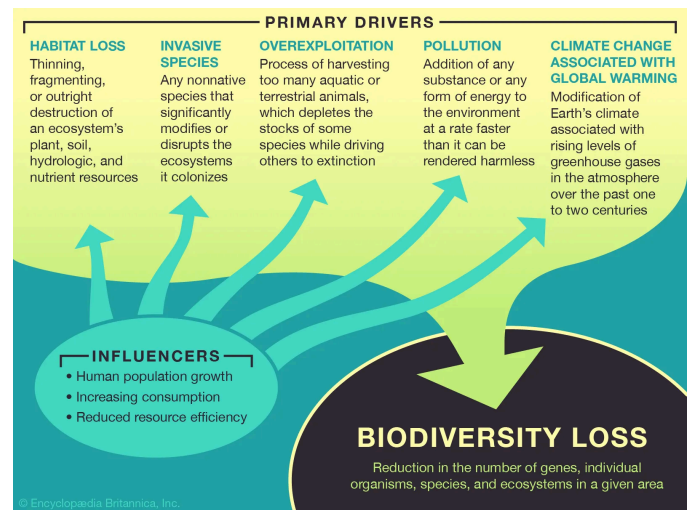 PRIMARY DRIVERS
HABITAT LOSS
Thinning,
fragmenting,
or outright
destruction of
an ecosystem's
plant, soil,
hydrologic, and
nutrient resources
INVASIVE
SPECIES
Any nonnative
species that
significantly
modifies or
disrupts the
ecosystems
it colonizes
OVEREXPLOITATION
Process of harvesting
too many aquatic or
terrestrial animals,
which depletes the
stocks of some
species while driving
others to extinction
POLLUTION
Addition of any
substance or any
form of energy to
the environment
at a rate faster
than it can be
rendered harmless
CLIMATE CHANGE
ASSOCIATED WITH
GLOBAL WARMING
Modification of
Earth's climate
associated with
rising levels of
greenhouse gases
in the atmosphere
over the past one
to two centuries
INFLUENCERS
• Human population growth
• Increasing consumption
• Reduced resource efficiency
BIODIVERSITY LOSS
Reduction in the number of genes, individual
organisms, species, and ecosystems in a given area
© Encyclopædia Britannica, Inc.